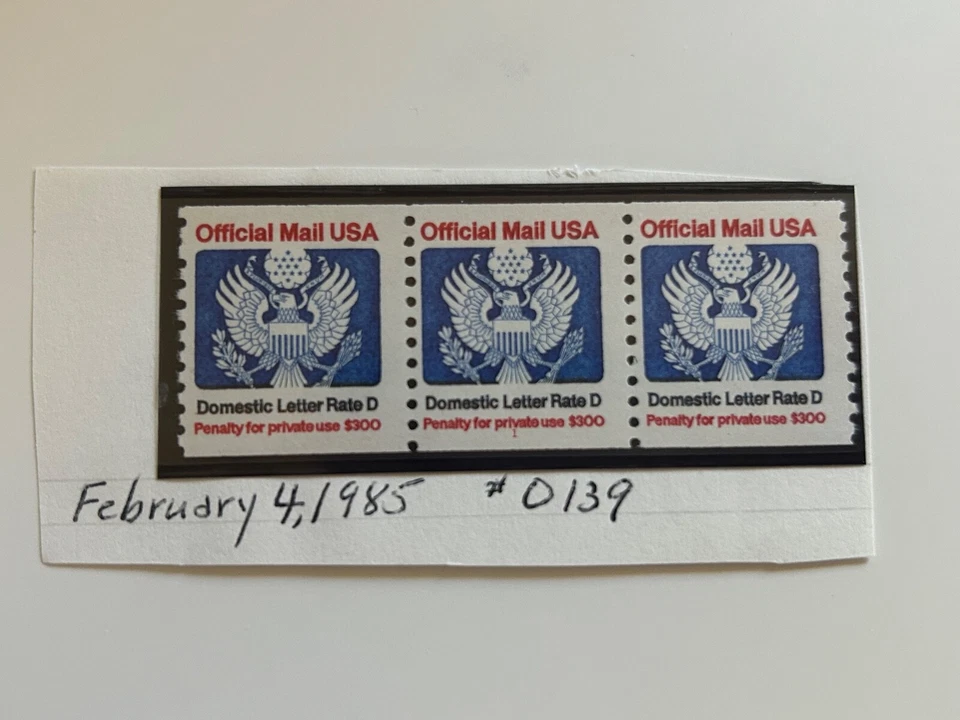 Official Mail USA
Domestic Letter Rate D
Penalty for private use $300
Official Mail USA
Domestic Letter Rate D
Penalty for private use $300
1
Official Mail USA
Domestic Letter Rate D
Penalty for private use $300
February 4, 1985 # O139